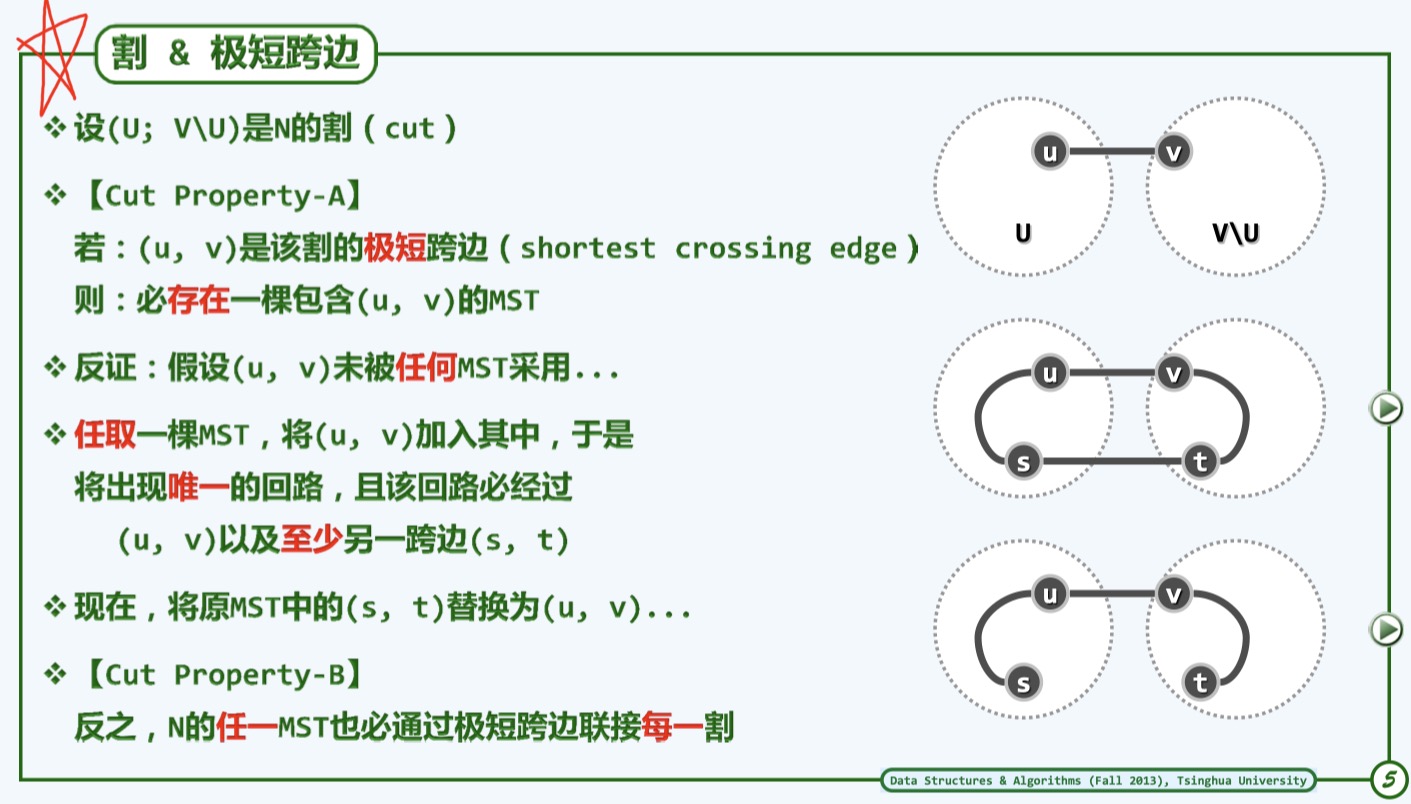 割 & 极短跨边
❖ 设(U; V\U)是N的割（cut）
❖ 【Cut Property-A】
若：(u, v)是该割的极短跨边（shortest crossing edge）
则：必存在一棵包含(u, v)的MST
❖ 反证：假设(u, v)未被任何MST采用...
❖ 任取一棵MST，将(u, v)加入其中，于是
将出现唯一的回路，且该回路必经过
(u, v)以及至少另一跨边(s, t)
❖ 现在，将原MST中的(s, t)替换为(u, v)...
❖ 【Cut Property-B】
反之，N的任一MST也必通过极短跨边联接每一割
u v
U V\U
u v
s t
u v
s t
Data Structures & Algorithms (Fall 2013), Tsinghua University
5